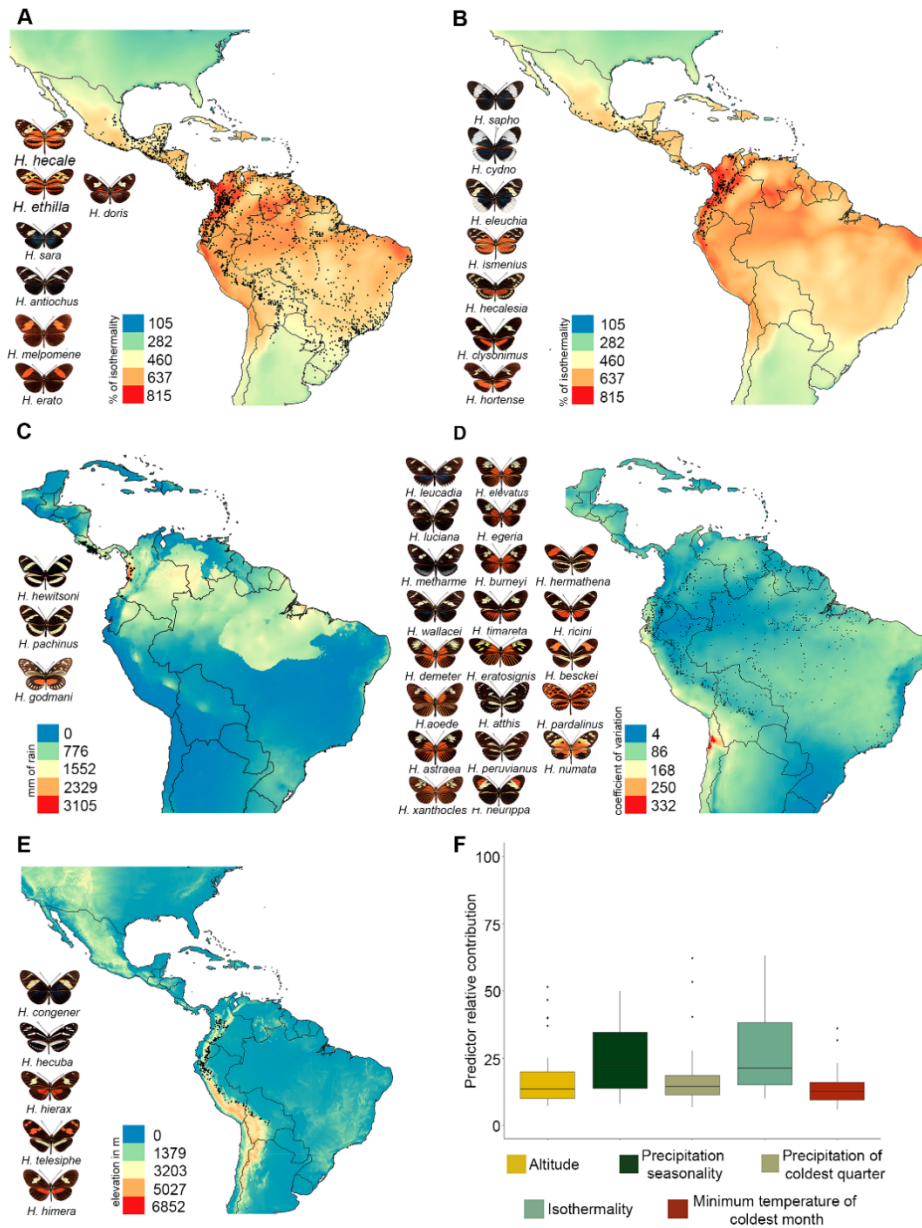 A
H. hecale
H. ethilla
H. doris
H. sara
H. antiochus
H. melpomene
H. erato
% of isothermality
105
282
460
637
815
B
H. sapho
H. cydno
H. eleuchia
H. ismenius
H. hecalesia
H. clysonimus
H. hortense
% of isothermality
105
282
460
637
815
C
H. hewitsoni
H. pachinus
H. godmani
mm of rain
0
776
1552
2329
3105
D
H. leucadia H. elevatus
H. luciana H. egeria
H. metharme H. burneyi H. hermathena
H. wallacei H. timareta H. ricini
H. demeter H. eratosignis H. besckei
H.aoede H. atthis H. pardalinus
H. astraea H. peruvianus H. numata
H. xanthocles H. neurippa
coefficient of variation
4
86
168
250
332
E
H. congener
H. hecuba
H. hierax
H. telesiphe
H. himera
elevation in m
0
1379
3203
5027
6852
F
Predictor relative contribution
100
75
50
25
0
Altitude
Precipitation seasonality
Precipitation of coldest quarter
Isothermality
Minimum temperature of coldest month